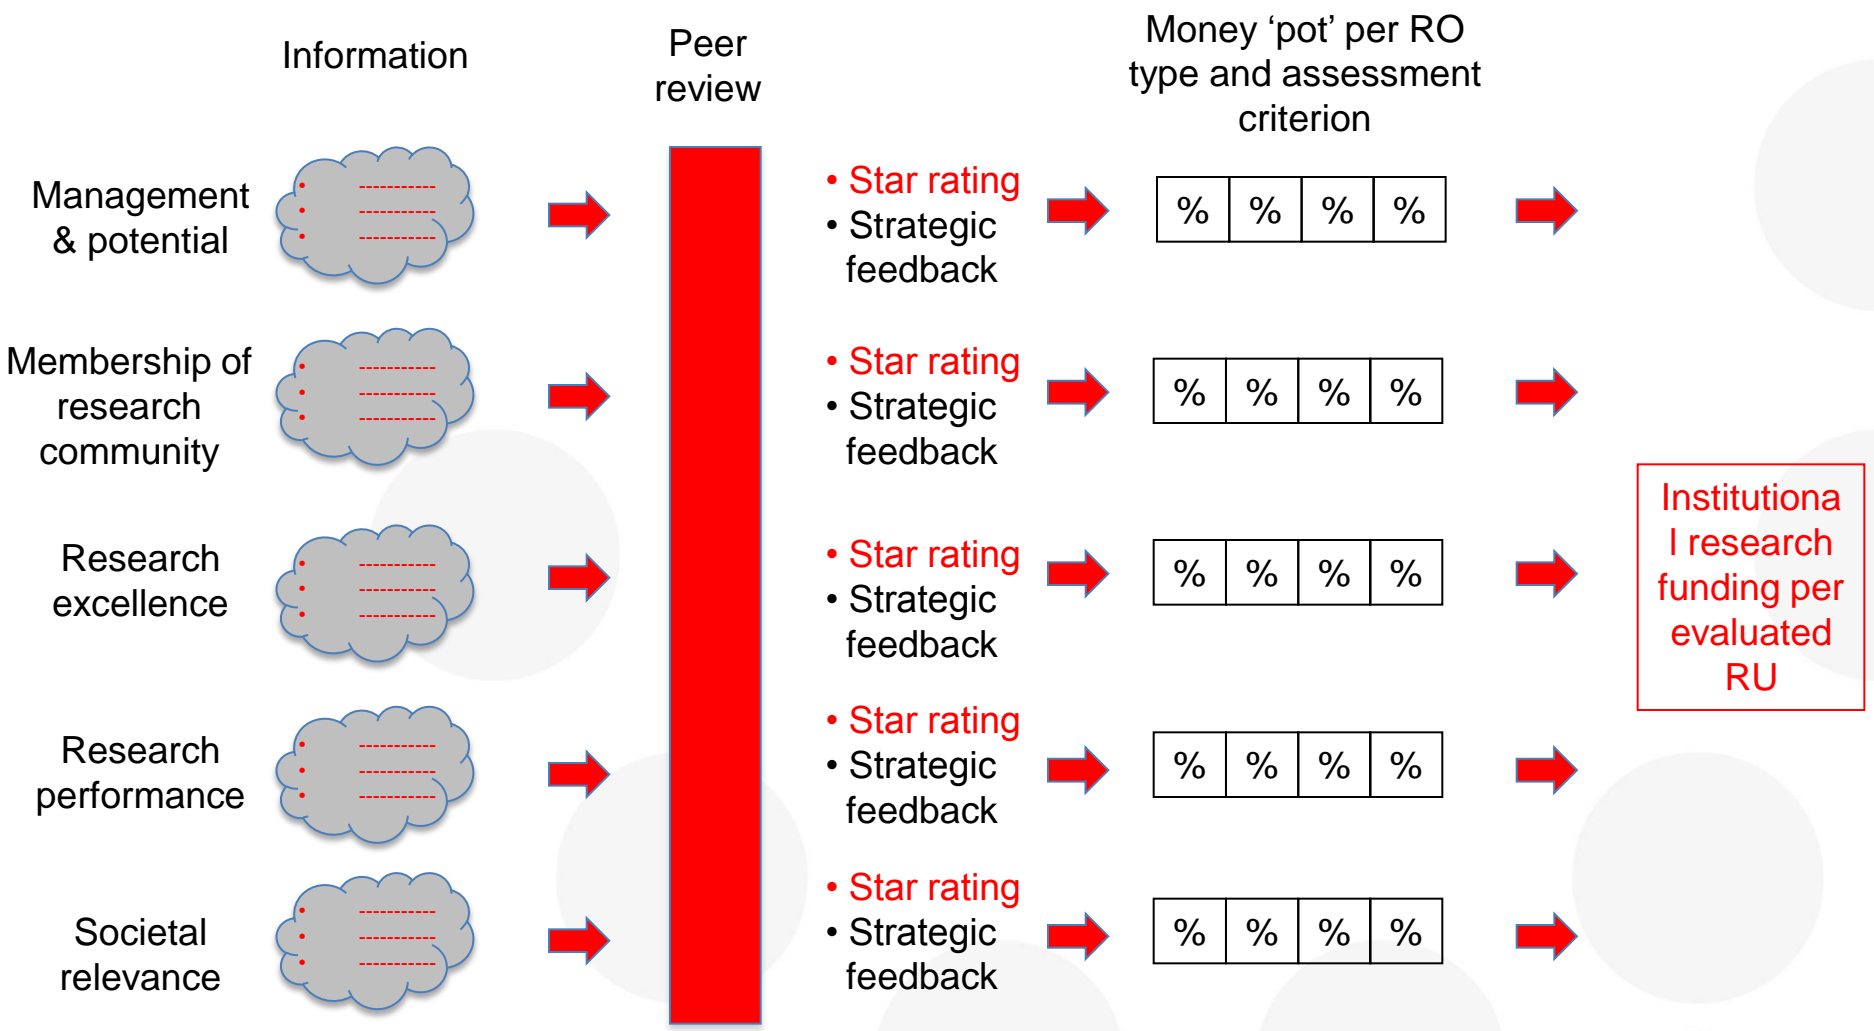 Information
Peer
review
Money ‘pot’ per RO
type and assessment
criterion
Management
& potential
• -----------
• -----------
• -----------
• Star rating
• Strategic
feedback
% % % %
Membership of
research
community
• -----------
• -----------
• -----------
• Star rating
• Strategic
feedback
% % % %
Research
excellence
• -----------
• -----------
• -----------
• Star rating
• Strategic
feedback
% % % %
Research
performance
• -----------
• -----------
• -----------
• Star rating
• Strategic
feedback
% % % %
Societal
relevance
• -----------
• -----------
• -----------
• Star rating
• Strategic
feedback
% % % %
Institutiona
l research
funding per
evaluated
RU